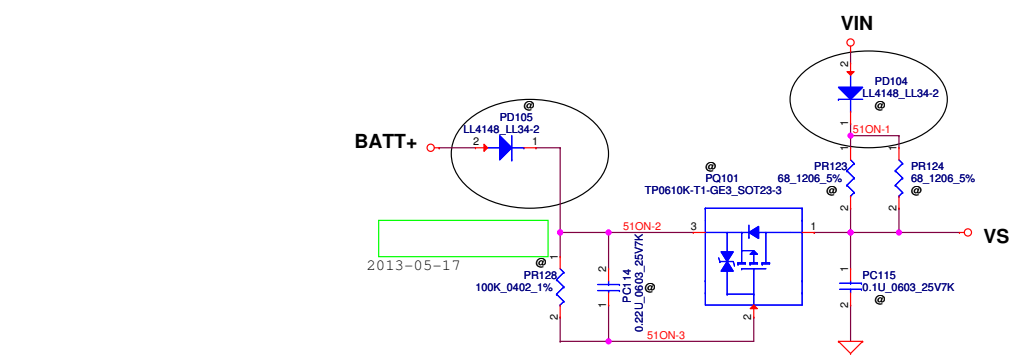 VIN
2
PD104
LL4148_LL34-2
@
1
51ON-1
@
PD105
LL4148_LL34-2
BATT+
2
1
1
1
PR123
68_1206_5%
@
2
PR124
68_1206_5%
@
2
@
PQ101
TP0610K-T1-GE3_SOT23-3
51ON-2
3
1
VS
2013-05-17
@
1
PR128
100K_0402_1%
2
2
1
PC114
0.22U_0603_25V7K
@
2
51ON-3
1
PC115
0.1U_0603_25V7K
@
2